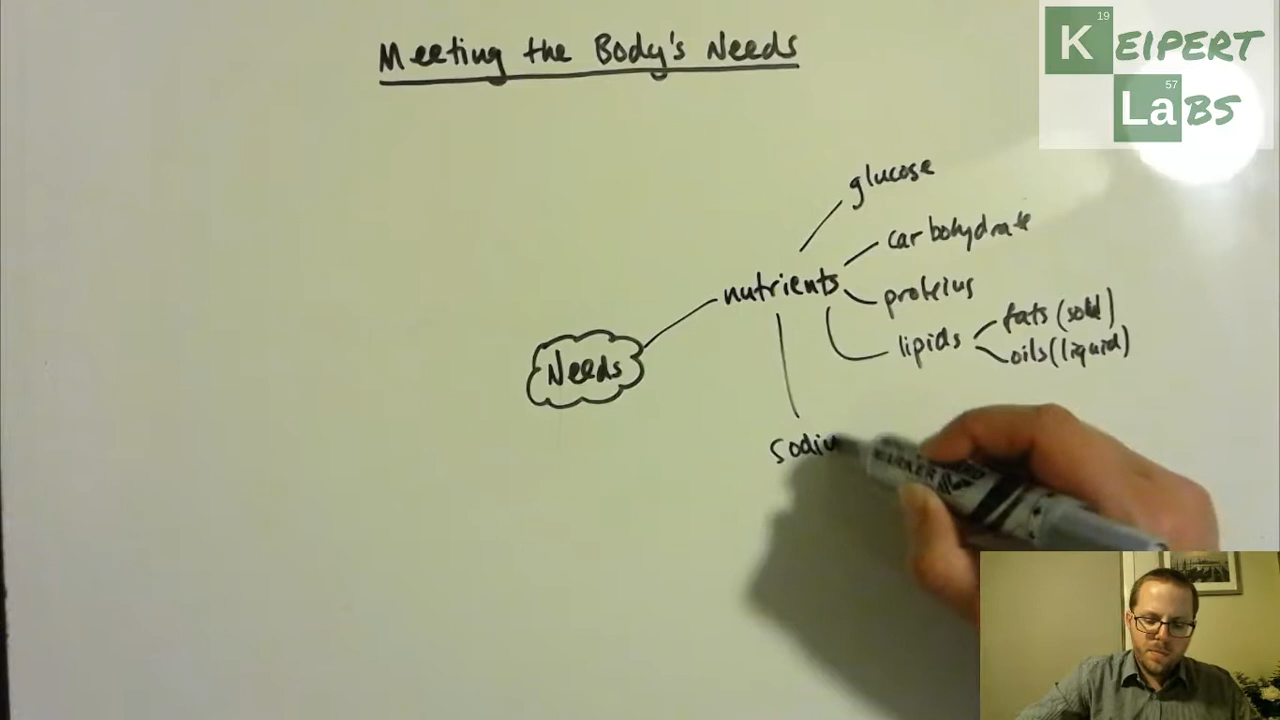 Meeting the Body's Needs
19
KEIPERT
57
LaBS
glucose
carbohydrate
nutrients
proteins
fats (solid)
lipids
oils (liquid)
Needs
sodiu
MARKER